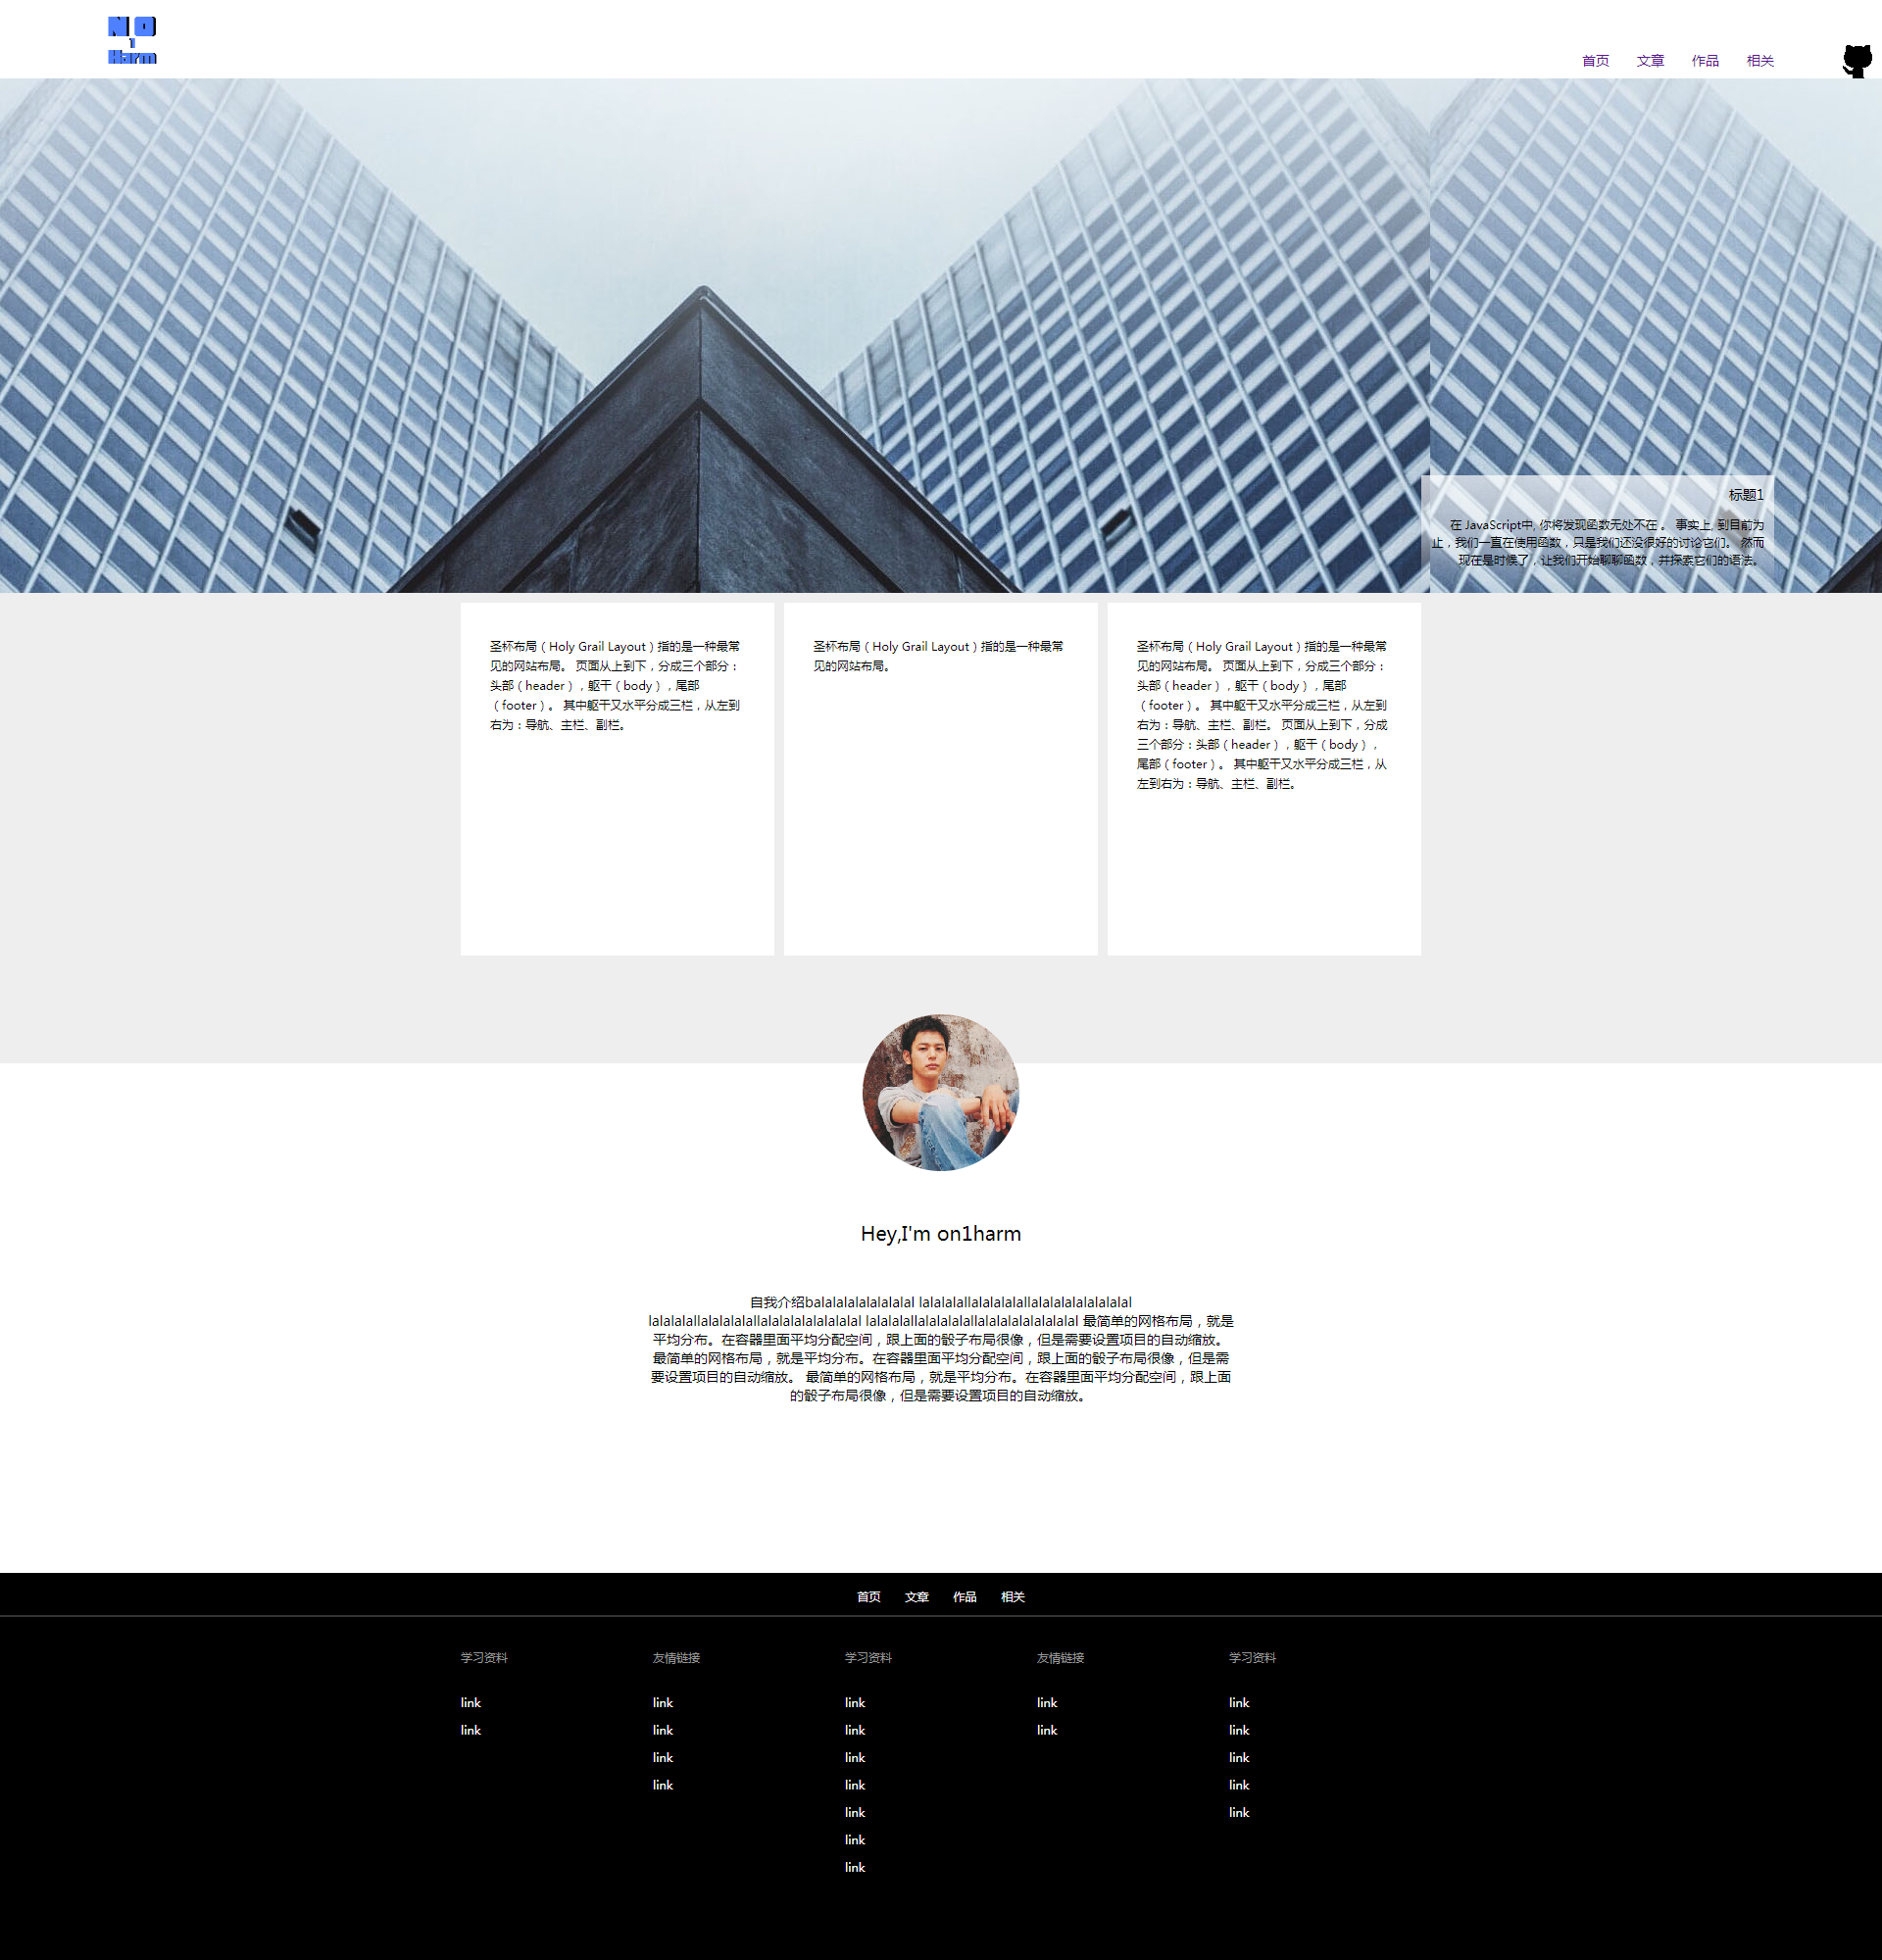 N O
1
Harm
首页 文章 作品 相关
标题1
在 JavaScript中, 你将发现函数无处不在 。 事实上, 到目前为
止，我们一直在使用函数，只是我们还没很好的讨论它们。 然而
现在是时候了，让我们开始聊聊函数，并探索它们的语法。
圣杯布局（Holy Grail Layout）指的是一种最常
见的网站布局。 页面从上到下，分成三个部分：
头部（header），躯干（body），尾部
（footer）。 其中躯干又水平分成三栏，从左到
右为：导航、主栏、副栏。
圣杯布局（Holy Grail Layout）指的是一种最常
见的网站布局。
圣杯布局（Holy Grail Layout）指的是一种最常
见的网站布局。 页面从上到下，分成三个部分：
头部（header），躯干（body），尾部
（footer）。 其中躯干又水平分成三栏，从左到
右为：导航、主栏、副栏。 页面从上到下，分成
三个部分：头部（header），躯干（body），
尾部（footer）。 其中躯干又水平分成三栏，从
左到右为：导航、主栏、副栏。
Hey,I'm on1harm
自我介绍balalalalalalalalal lalalalallalalalalallalalalalalalalalal
lalalalallalalalalallalalalalalalalalal lalalalallalalalalallalalalalalalalalal 最简单的网格布局，就是
平均分布。在容器里面平均分配空间，跟上面的骰子布局很像，但是需要设置项目的自动缩放。
最简单的网格布局，就是平均分布。在容器里面平均分配空间，跟上面的骰子布局很像，但是需
要设置项目的自动缩放。 最简单的网格布局，就是平均分布。在容器里面平均分配空间，跟上面
的骰子布局很像，但是需要设置项目的自动缩放。
首页 文章 作品 相关
学习资料
link
link
友情链接
link
link
link
link
学习资料
link
link
link
link
link
link
link
友情链接
link
link
学习资料
link
link
link
link
link